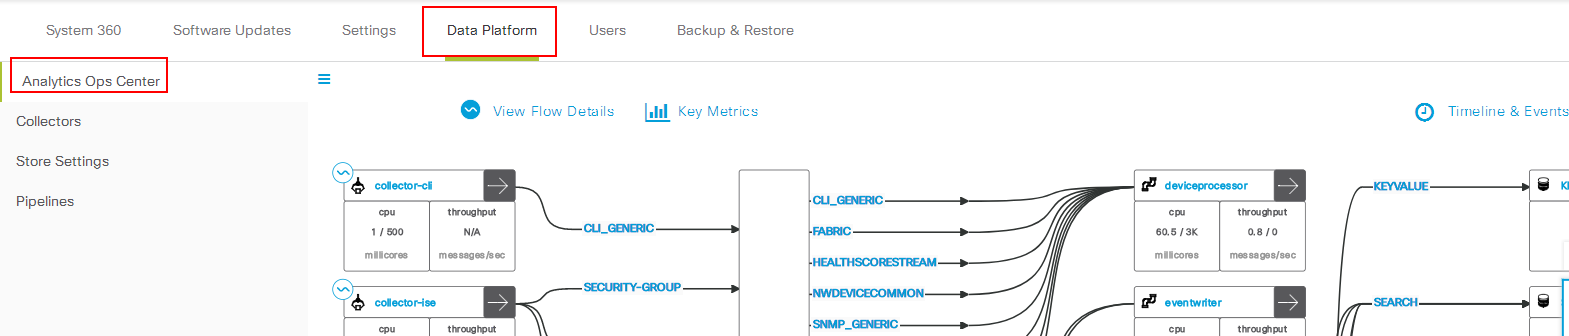 System 360 Software Updates Settings Data Platform Users Backup & Restore
Analytics Ops Center
Collectors
Store Settings
Pipelines
View Flow Details Key Metrics Timeline & Events
collector-cli
cpu throughput
1 / 500 N/A
millicores messages/sec
collector-ise
cpu throughput
CLI_GENERIC
SECURITY-GROUP
CLI_GENERIC
FABRIC
HEALTHSCORESTREAM
NWDEVICECOMMON
SNMP_GENERIC
deviceprocessor
cpu throughput
60.5 / 3K 0.8 / 0
millicores messages/sec
eventwriter
cpu throughput
KEYVALUE
SEARCH